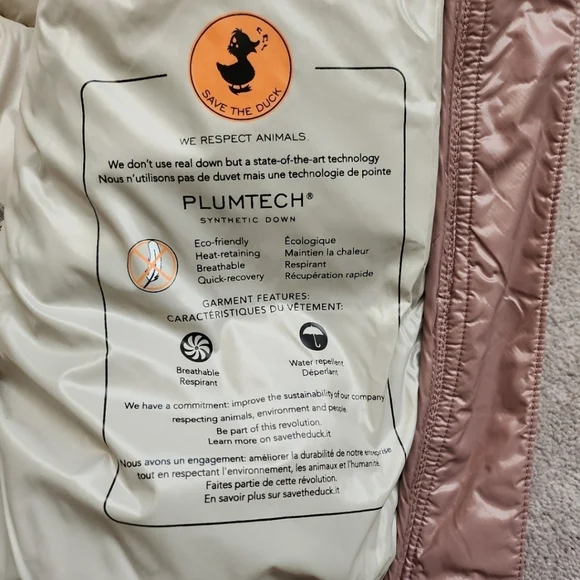 SAVE THE DUCK
WE RESPECT ANIMALS
We don't use real down but a state-of-the-art technology
Nous n'utilisons pas de duvet mais une technologie de pointe
PLUMTECH®
SYNTHETIC DOWN
Eco-friendly Écologique
Heat-retaining Maintien la chaleur
Breathable Respirant
Quick-recovery Récupération rapide
GARMENT FEATURES:
CARACTÉRISTIQUES DU VÊTEMENT:
Breathable Water repellent
Respirant Déperlant
We have a commitment: improve the sustainability of our company
respecting animals, environment and people.
Be part of this revolution.
Learn more on savetheduck.it
Nous avons un engagement: améliorer la durabilité de notre entreprise
tout en respectant l'environnement, les animaux et l'humanité.
Faites partie de cette révolution.
En savoir plus sur savetheduck.it